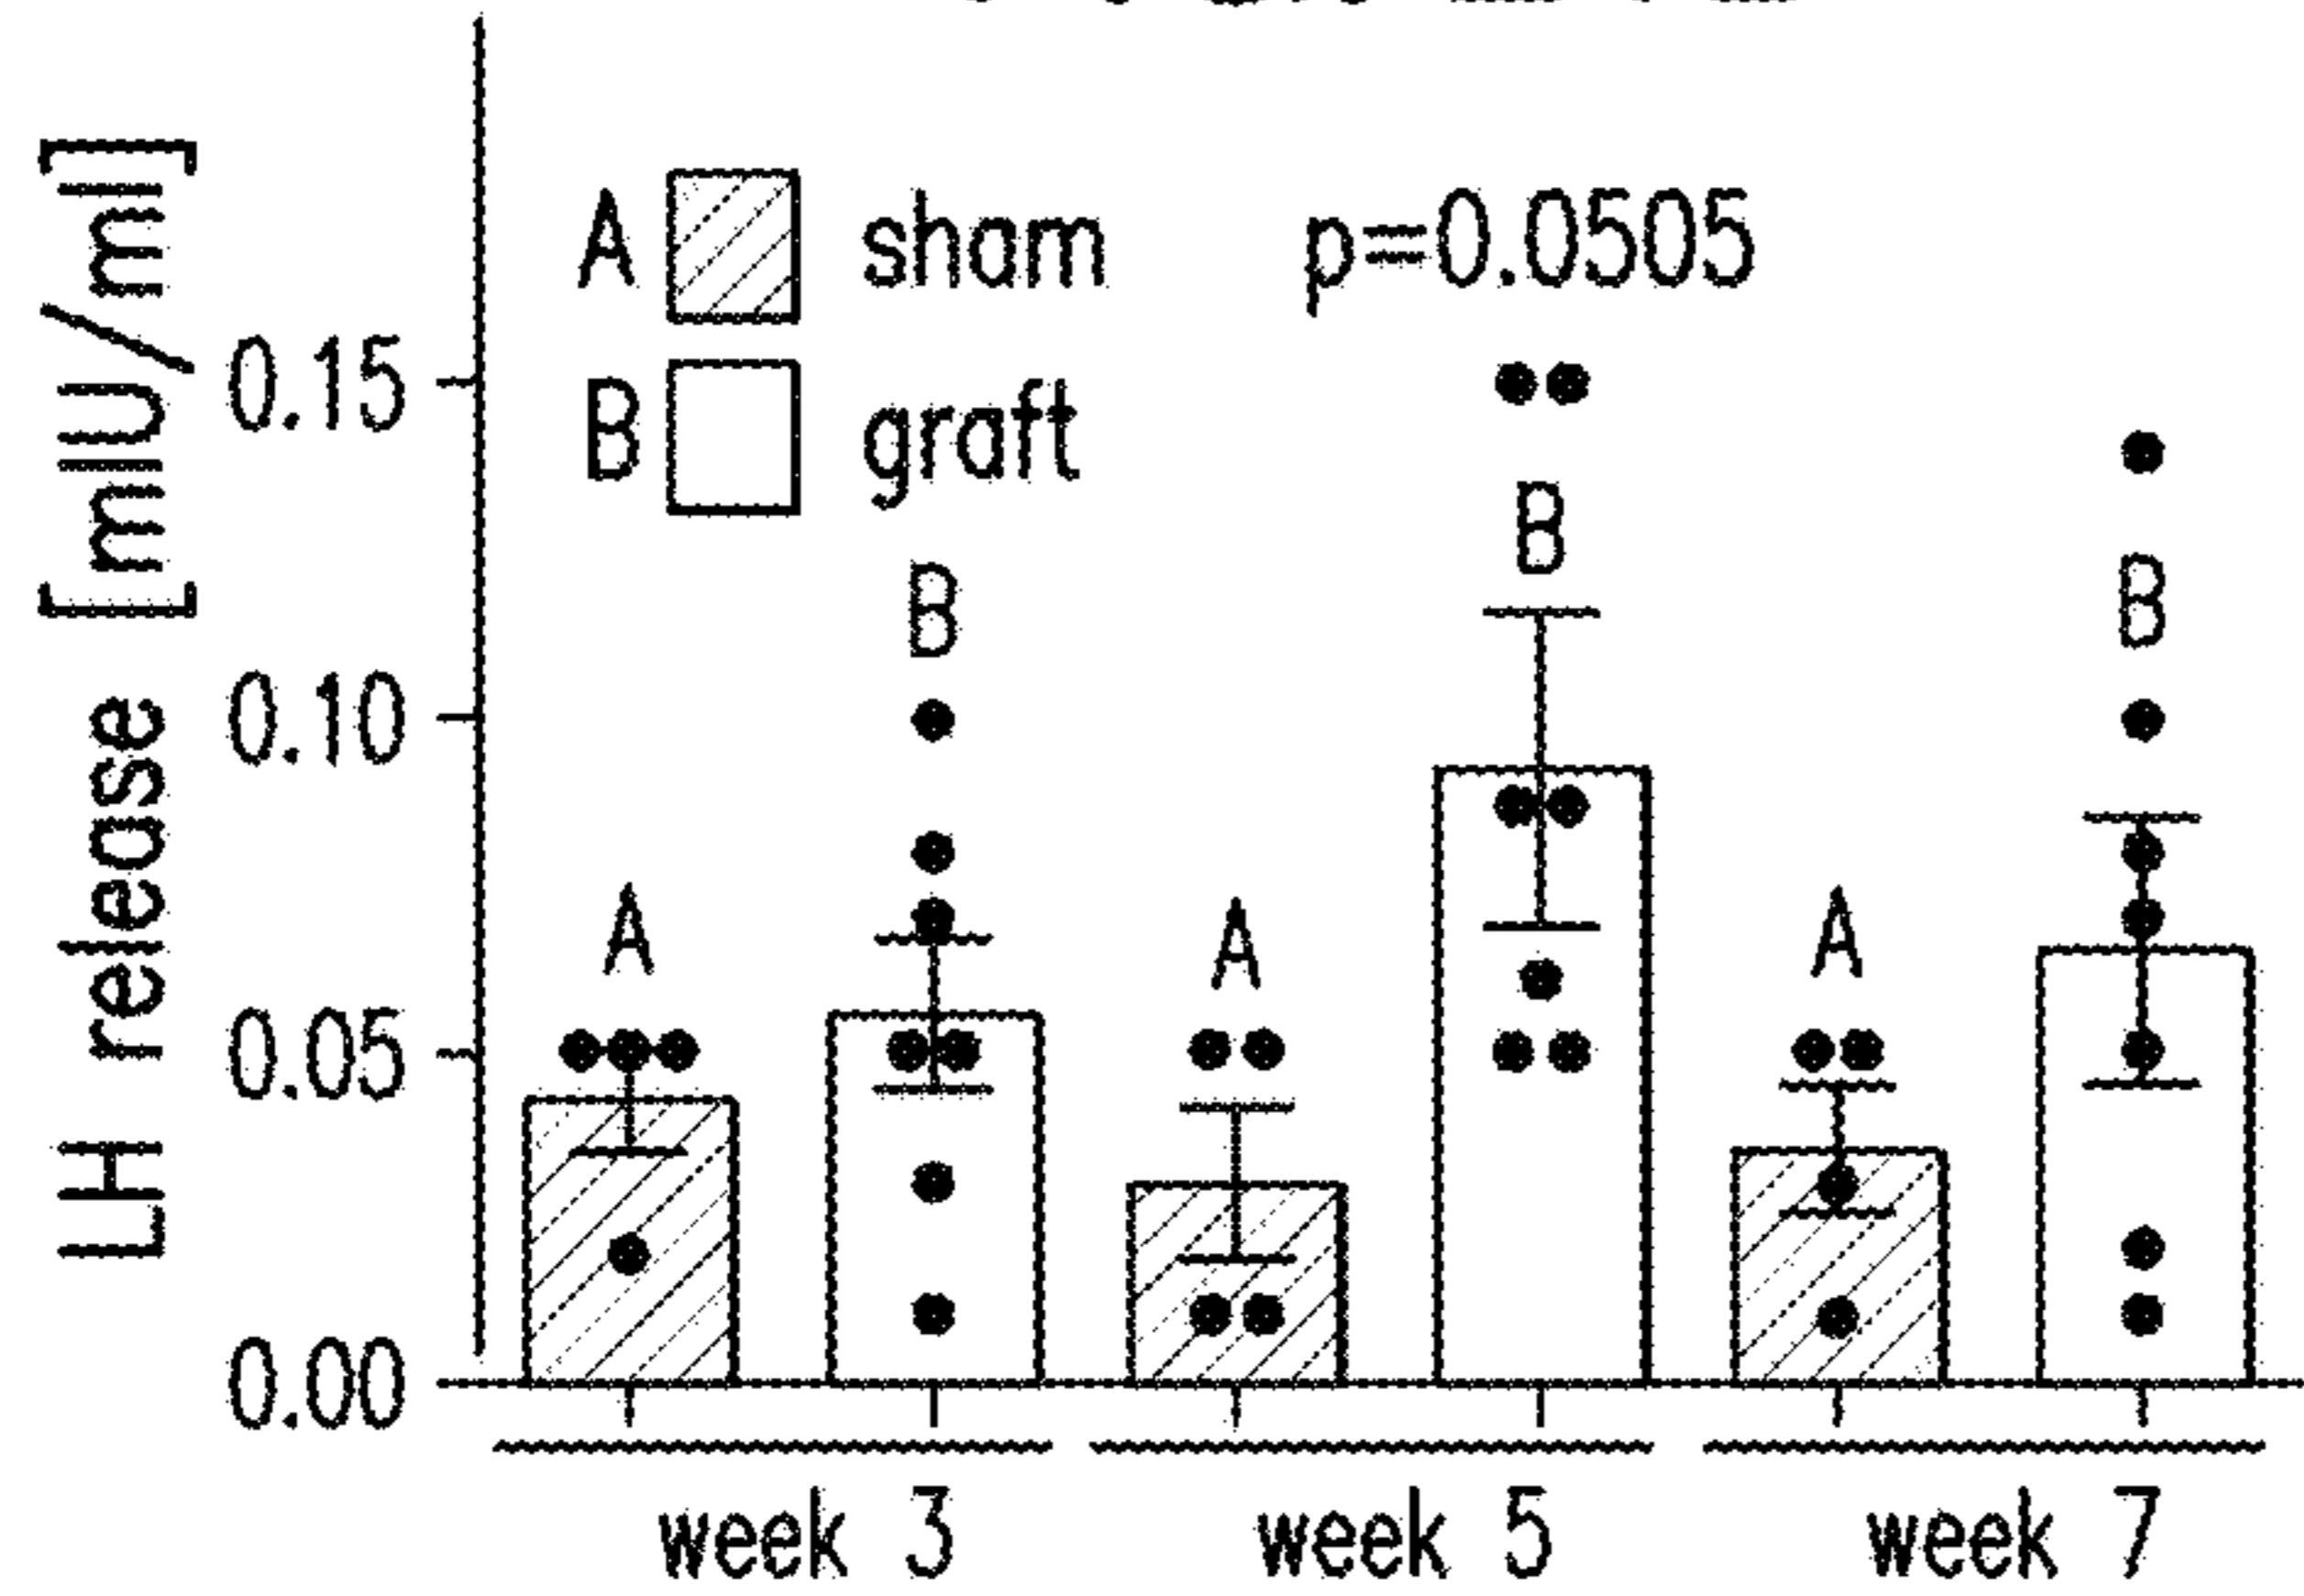 LH release [mIU/ml]
A sham p=0.0505
0.15
B graft
B
B
B
0.10
A
A
A
0.05
0.00
week 3 week 5 week 7